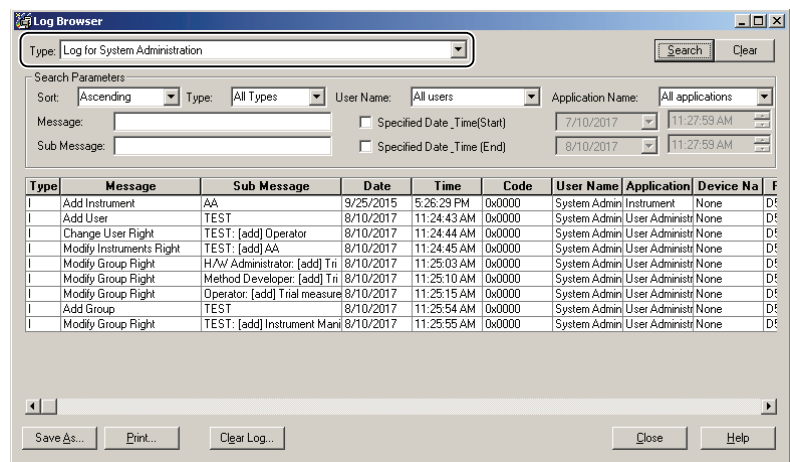 Log Browser
Type: Log for System Administration Search Clear
Search Parameters
Sort: Ascending Type: All Types User Name: All users Application Name: All applications
Message: Specified Date_Time(Start) 7/10/2017 11:27:59 AM
Sub Message: Specified Date_Time (End) 8/10/2017 11:27:59 AM
Type Message Sub Message Date Time Code User Name Application Device Na
I Add Instrument AA 9/25/2015 5:26:29 PM 0x0000 System Admin Instrument None
I Add User TEST 8/10/2017 11:24:43 AM 0x0000 System Admin User Administr None
I Change User Right TEST: [add] Operator 8/10/2017 11:24:44 AM 0x0000 System Admin User Administr None
I Modify Instruments Right TEST: [add] AA 8/10/2017 11:24:45 AM 0x0000 System Admin User Administr None
I Modify Group Right H/W Administrator: [add] Tri 8/10/2017 11:25:03 AM 0x0000 System Admin User Administr None
I Modify Group Right Method Developer: [add] Tri 8/10/2017 11:25:10 AM 0x0000 System Admin User Administr None
I Modify Group Right Operator: [add] Trial measure 8/10/2017 11:25:15 AM 0x0000 System Admin User Administr None
I Add Group TEST 8/10/2017 11:25:54 AM 0x0000 System Admin User Administr None
I Modify Group Right TEST: [add] Instrument Mani 8/10/2017 11:25:55 AM 0x0000 System Admin User Administr None
Save As... Print... Clear Log... Close Help